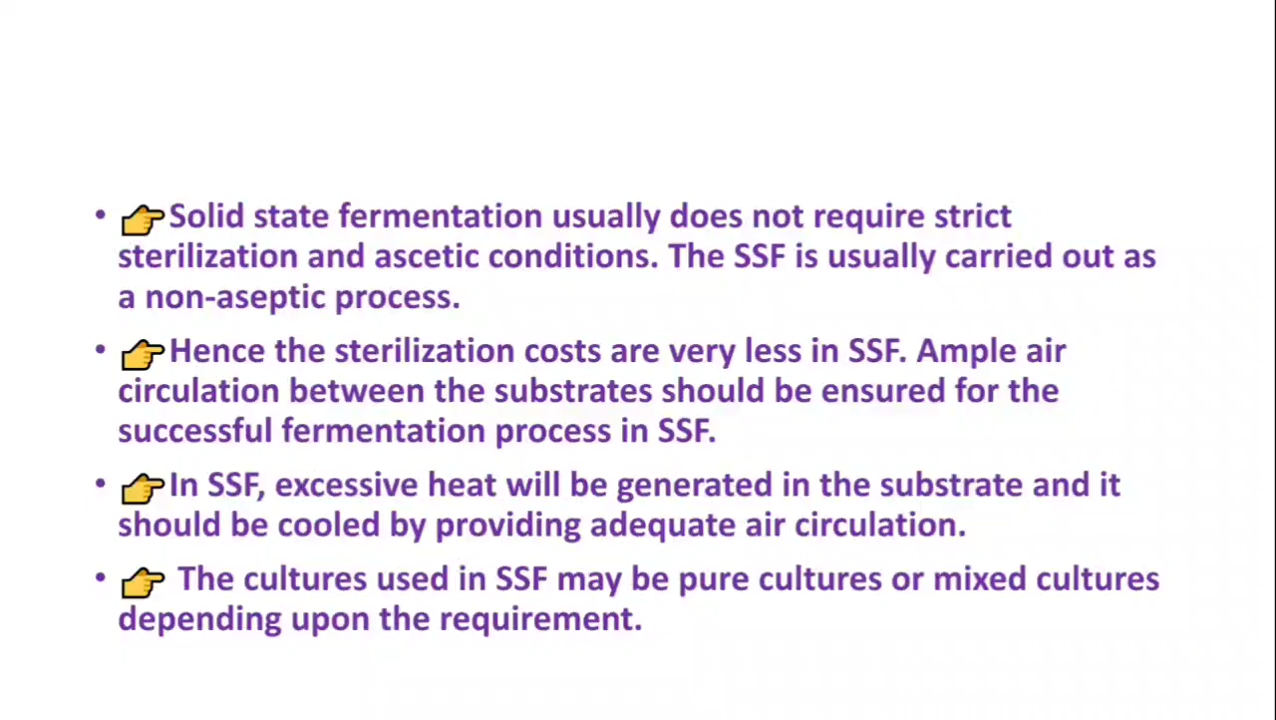 • 👉Solid state fermentation usually does not require strict
sterilization and ascetic conditions. The SSF is usually carried out as
a non-aseptic process.
• 👉Hence the sterilization costs are very less in SSF. Ample air
circulation between the substrates should be ensured for the
successful fermentation process in SSF.
• 👉In SSF, excessive heat will be generated in the substrate and it
should be cooled by providing adequate air circulation.
• 👉 The cultures used in SSF may be pure cultures or mixed cultures
depending upon the requirement.